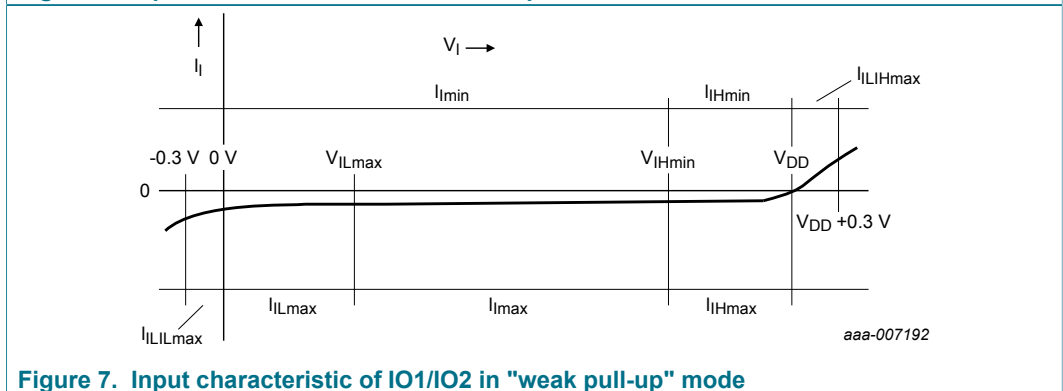 I_I
V_I
I_Imin
I_IHmin
I_ILIHmax
-0.3 V 0 V
V_ILmax
V_IHmin
V_DD
0
V_DD +0.3 V
I_ILmax
I_Imax
I_IHmax
I_ILILmax
aaa-007192
Figure 7. Input characteristic of IO1/IO2 in "weak pull-up" mode